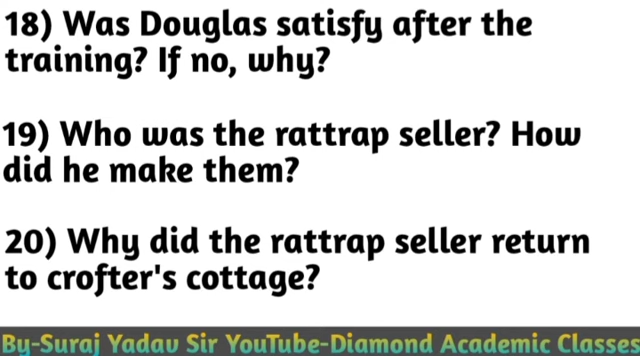 18) Was Douglas satisfy after the
training? If no, why?
19) Who was the rattrap seller? How
did he make them?
20) Why did the rattrap seller return
to crofter's cottage?
By-Suraj Yadav Sir YouTube-Diamond Academic Classes